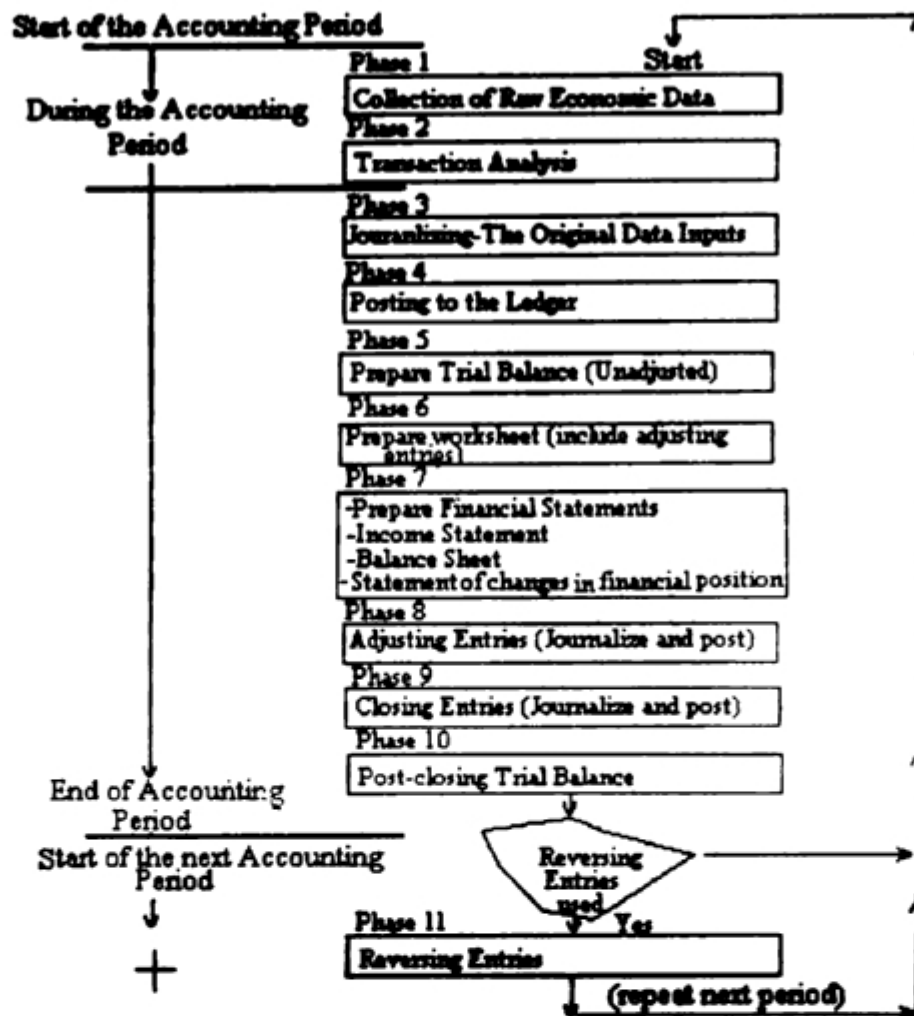 Start of the Accounting Period
Start
Phase 1
Collection of Raw Economic Data
During the Accounting
Period
Phase 2
Transaction Analysis
Phase 3
Jouranlizing-The Original Data Inputs
Phase 4
Posting to the Ledgar
Phase 5
Prepare Trial Balance (Unadjusted)
Phase 6
Prepare worksheet (include adjusting
entries)
Phase 7
-Prepare Financial Statements
-Income Statement
-Balance Sheet
-Statement of changes in financial position
Phase 8
Adjusting Entries (Journalize and post)
Phase 9
Closing Entries (Journalize and post)
Phase 10
Post-closing Trial Balance
End of Accounting
Period
Start of the next Accounting
Period
Reversing
Entries
used
Yes
Phase 11
Reversing Entries
(repeat next period)